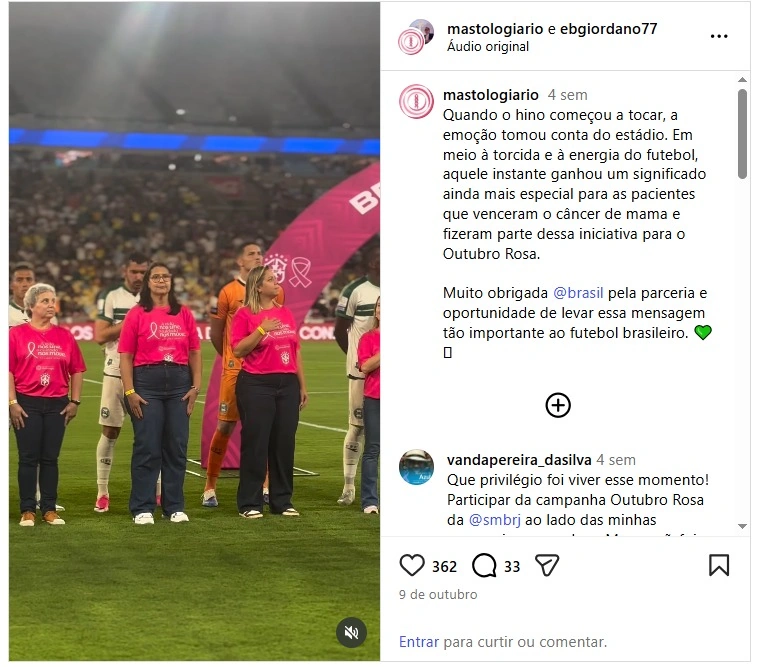 mastologiario e ebgiordano77
Áudio original
mastologiario 4 sem
Quando o hino começou a tocar, a
emoção tomou conta do estádio. Em
meio à torcida e à energia do futebol,
aquele instante ganhou um significado
ainda mais especial para as pacientes
que venceram o câncer de mama e
fizeram parte dessa iniciativa para o
Outubro Rosa.
Muito obrigada @brasil pela parceria e
oportunidade de levar essa mensagem
tão importante ao futebol brasileiro. 💚
vandapereira_dasilva 4 sem
Que privilégio foi viver esse momento!
Participar da campanha Outubro Rosa
da @smbrj ao lado das minhas
362 33
9 de outubro
Entrar para curtir ou comentar.